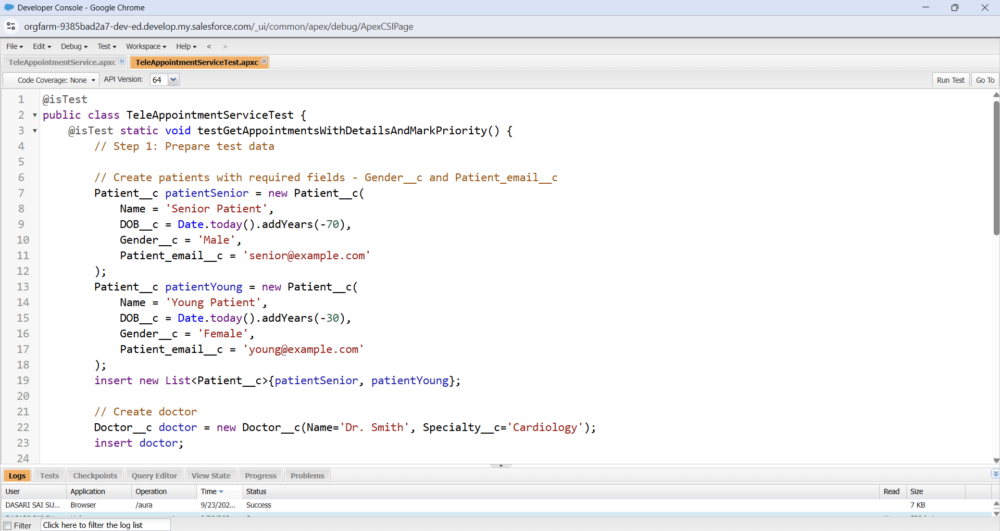 Developer Console - Google Chrome
orgfarm-9385bad2a7-dev-ed.develop.my.salesforce.com/_ui/common/apex/debug/ApexCSIPage
File Edit Debug Test Workspace Help < >
TeleAppointmentService.apxc TeleAppointmentServiceTest.apxc
Code Coverage: None API Version: 64 Run Test Go To
1 @isTest
2 public class TeleAppointmentServiceTest {
3 @isTest static void testGetAppointmentsWithDetailsAndMarkPriority() {
4 // Step 1: Prepare test data
5
6 // Create patients with required fields - Gender__c and Patient_email__c
7 Patient__c patientSenior = new Patient__c(
8 Name = 'Senior Patient',
9 DOB__c = Date.today().addYears(-70),
10 Gender__c = 'Male',
11 Patient_email__c = 'senior@example.com'
12 );
13 Patient__c patientYoung = new Patient__c(
14 Name = 'Young Patient',
15 DOB__c = Date.today().addYears(-30),
16 Gender__c = 'Female',
17 Patient_email__c = 'young@example.com'
18 );
19 insert new List<Patient__c>{patientSenior, patientYoung};
20
21 // Create doctor
22 Doctor__c doctor = new Doctor__c(Name='Dr. Smith', Specialty__c='Cardiology');
23 insert doctor;
24
Logs Tests Checkpoints Query Editor View State Progress Problems
User Application Operation Time Status Read Size
DASARI SAI SU... Browser /aura 9/23/202... Success 7 KB
Filter Click here to filter the log list